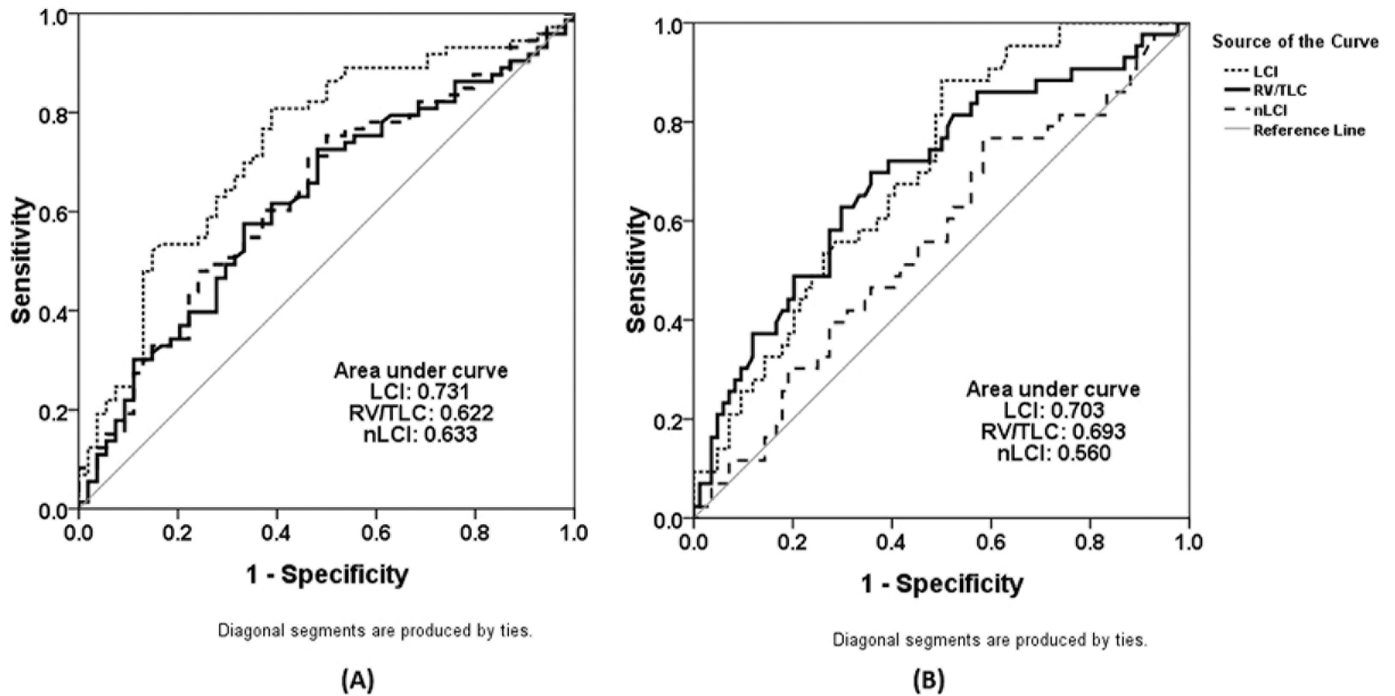 1.0
0.8
0.6
0.4
0.2
0.0
Sensitivity
Area under curve
LCI: 0.731
RV/TLC: 0.622
nLCI: 0.633
0.0 0.2 0.4 0.6 0.8 1.0
1 - Specificity
Diagonal segments are produced by ties.
(A)
1.0
0.8
0.6
0.4
0.2
0.0
Sensitivity
Area under curve
LCI: 0.703
RV/TLC: 0.693
nLCI: 0.560
0.0 0.2 0.4 0.6 0.8 1.0
1 - Specificity
Diagonal segments are produced by ties.
(B)
Source of the Curve
LCI
RV/TLC
nLCI
Reference Line